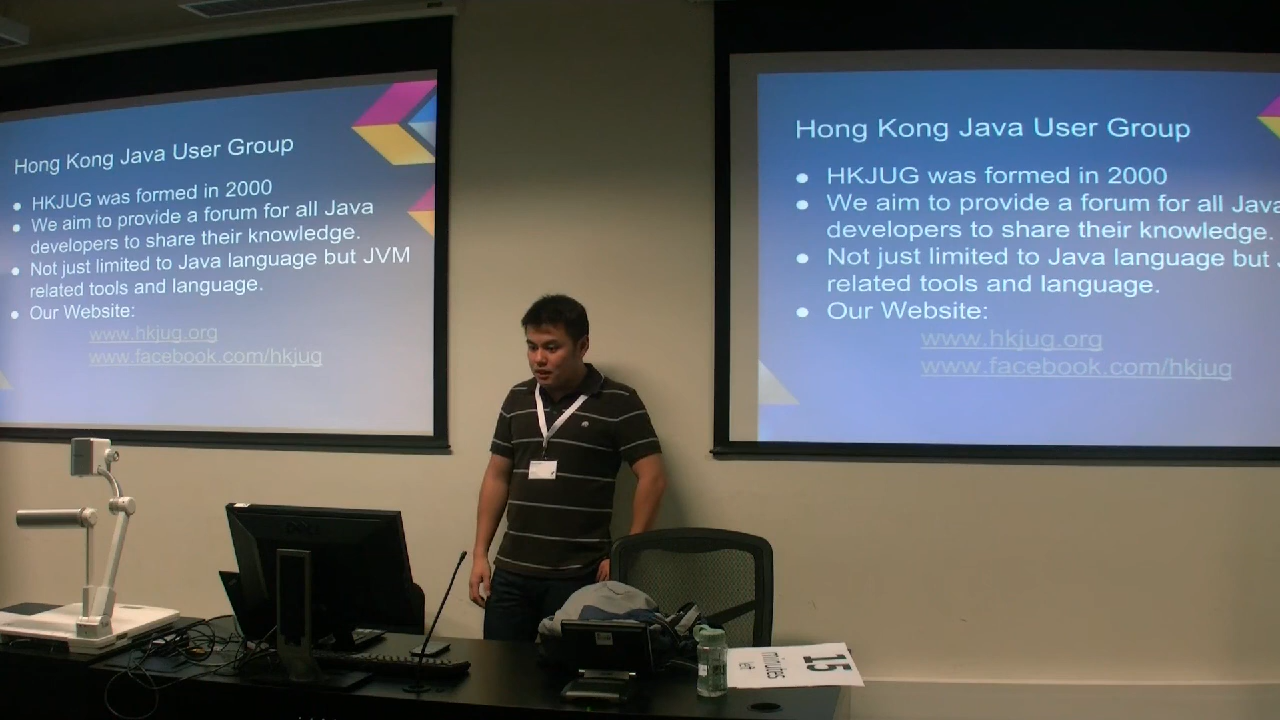 Hong Kong Java User Group
HKJUG was formed in 2000
We aim to provide a forum for all Java
developers to share their knowledge.
Not just limited to Java language but JVM
related tools and language.
Our Website:
www.hkjug.org
www.facebook.com/hkjug
Hong Kong Java User Group
HKJUG was formed in 2000
We aim to provide a forum for all Java
developers to share their knowledge.
Not just limited to Java language but J
related tools and language.
Our Website:
www.hkjug.org
www.facebook.com/hkjug
DELL
15
minutes
left